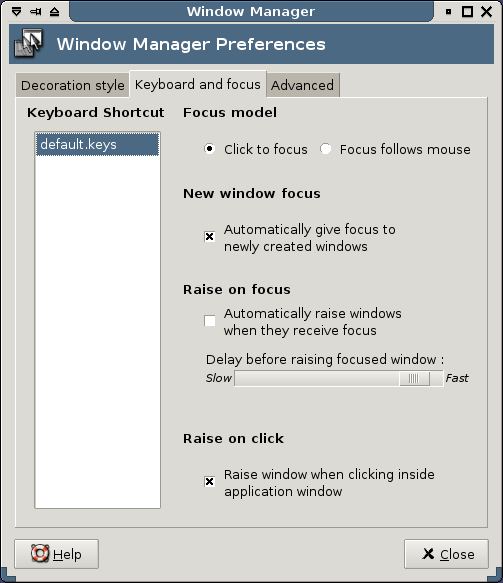 Window Manager
Window Manager Preferences
Decoration style
Keyboard and focus
Advanced
Keyboard Shortcut
default.keys
Focus model
Click to focus
Focus follows mouse
New window focus
Automatically give focus to
newly created windows
Raise on focus
Automatically raise windows
when they receive focus
Delay before raising focused window :
Slow
Fast
Raise on click
Raise window when clicking inside
application window
Help
Close